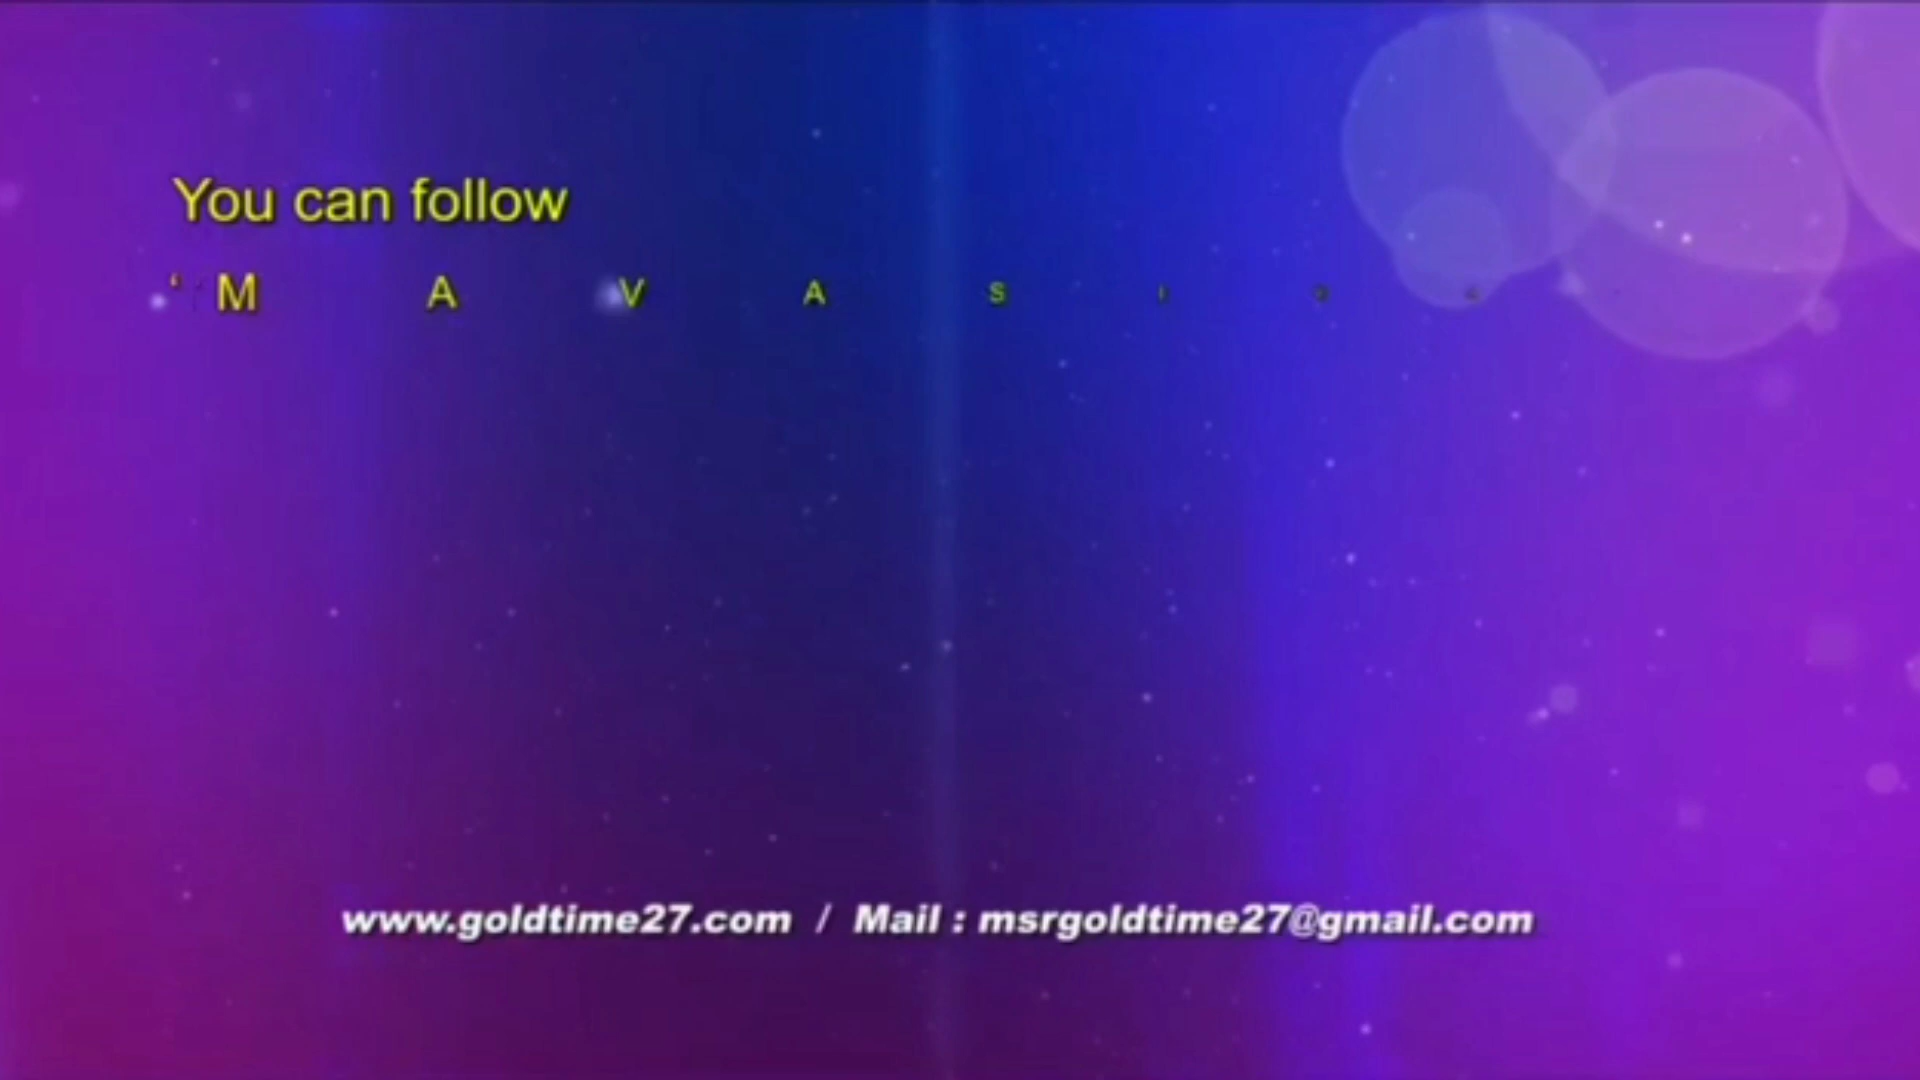 You can follow
‘ M A V A S I
www.goldtime27.com / Mail : msrgoldtime27@gmail.com